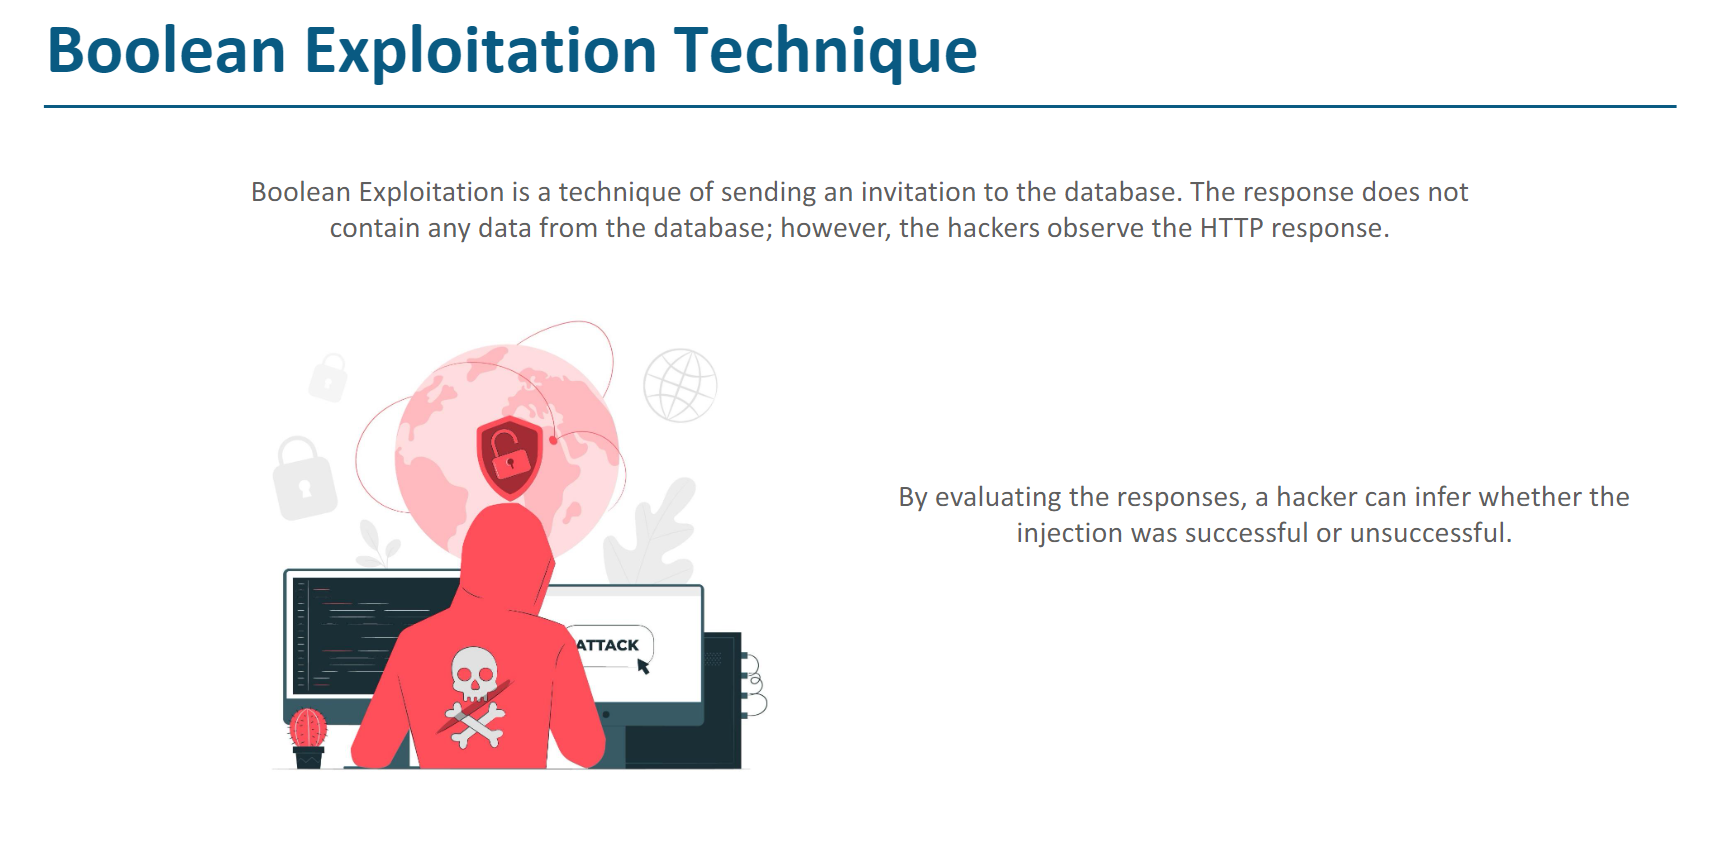 Boolean Exploitation Technique
Boolean Exploitation is a technique of sending an invitation to the database. The response does not
contain any data from the database; however, the hackers observe the HTTP response.
By evaluating the responses, a hacker can infer whether the
injection was successful or unsuccessful.
ATTACK